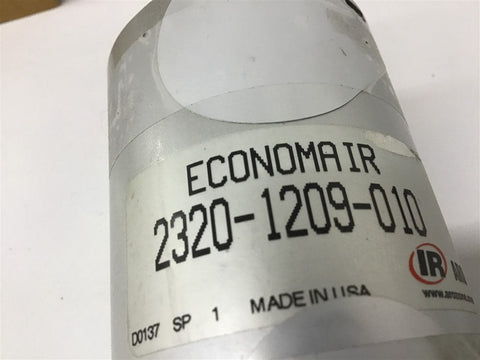 ECONOMAIR
2320-1209-010
IR
D0137 SP 1 MADE IN USA